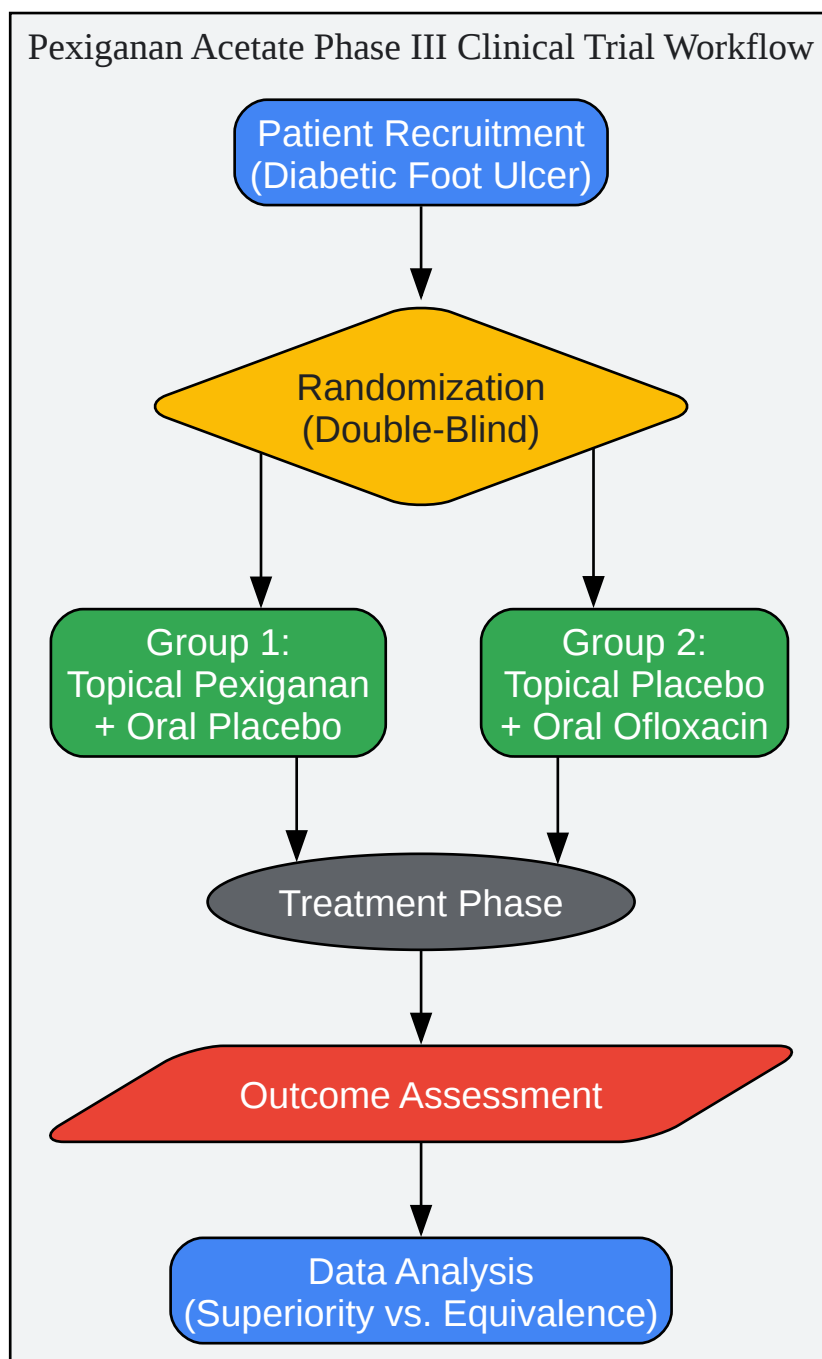 Pexiganan Acetate Phase III Clinical Trial Workflow
Patient Recruitment
(Diabetic Foot Ulcer)
Randomization
(Double-Blind)
Group 1:
Topical Pexiganan
+ Oral Placebo
Group 2:
Topical Placebo
+ Oral Ofloxacin
Treatment Phase
Outcome Assessment
Data Analysis
(Superiority vs. Equivalence)